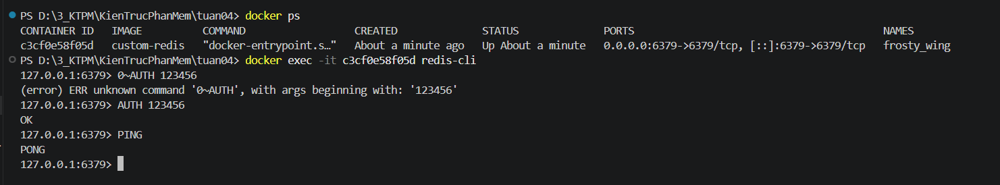 PS D:\3_KTPM\KienTrucPhanMem\tuan04> docker ps
CONTAINER ID   IMAGE          COMMAND                  CREATED              STATUS              PORTS                                         NAMES
c3cf0e58f05d   custom-redis   "docker-entrypoint.s…"   About a minute ago   Up About a minute   0.0.0.0:6379->6379/tcp, [::]:6379->6379/tcp   frosty_wing
PS D:\3_KTPM\KienTrucPhanMem\tuan04> docker exec -it c3cf0e58f05d redis-cli
127.0.0.1:6379> 0~AUTH 123456
(error) ERR unknown command '0~AUTH', with args beginning with: '123456'
127.0.0.1:6379> AUTH 123456
OK
127.0.0.1:6379> PING
PONG
127.0.0.1:6379>